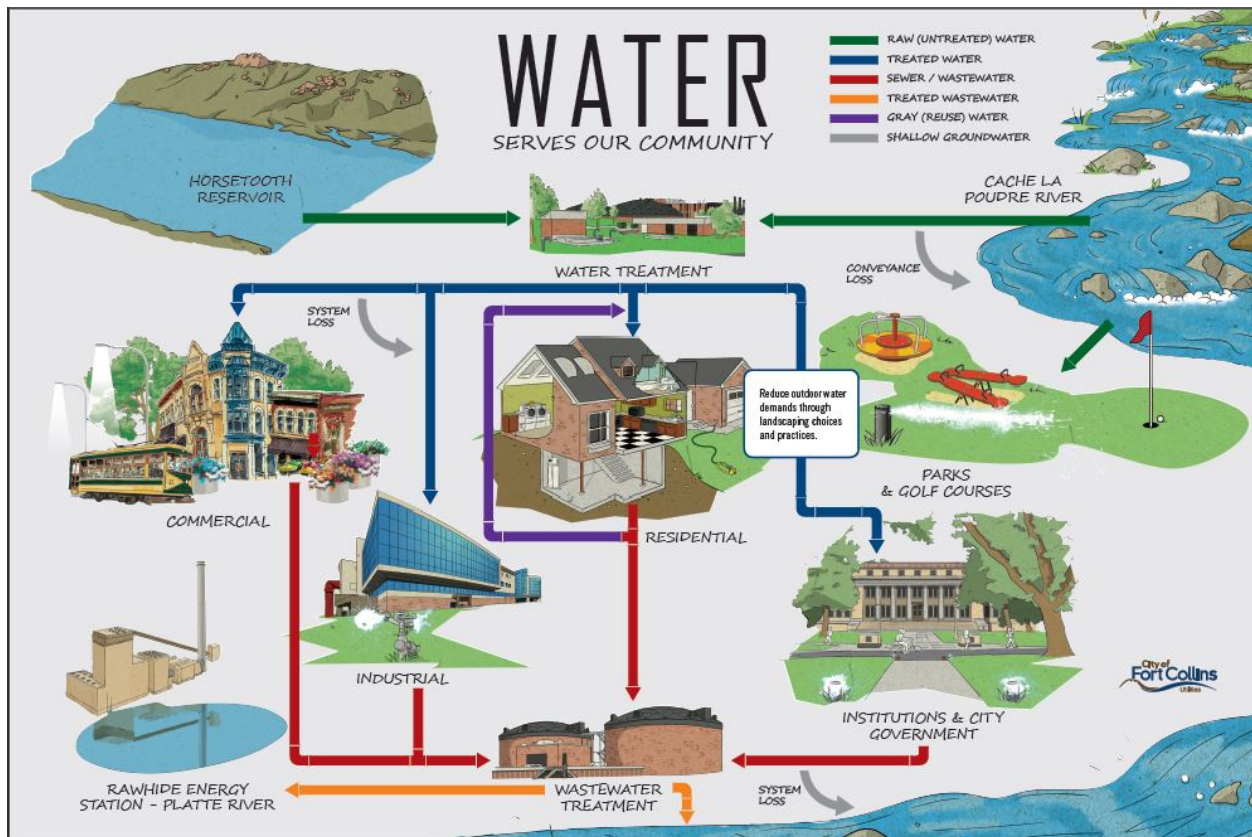 WATER
SERVES OUR COMMUNITY
RAW (UNTREATED) WATER
TREATED WATER
SEWER / WASTEWATER
TREATED WASTEWATER
GRAY (REUSE) WATER
SHALLOW GROUNDWATER
HORSETOOTH
RESERVOIR
CACHE LA
POUDRE RIVER
WATER TREATMENT
CONVEYANCE
LOSS
SYSTEM
LOSS
Reduce outdoor water
demands through
landscaping choices
and practices.
PARKS
& GOLF COURSES
COMMERCIAL
RESIDENTIAL
INDUSTRIAL
INSTITUTIONS & CITY
GOVERNMENT
City of
Fort Collins
Utilities
RAWHIDE ENERGY
STATION - PLATTE RIVER
WASTEWATER
TREATMENT
SYSTEM
LOSS